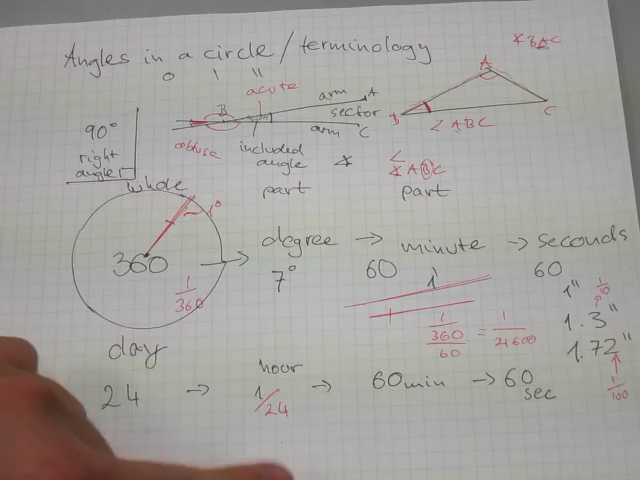 Angles in a circle / terminology
° ' "
∡BAC
acute
A
B
arm
A
sector
arm
C
B
C
∠ABC
90°
right
angle
obtuse
included
angle
∡
∠
∡ABC
part
part
whole
1°
360
1/360
degree → minute → seconds
7°
60
1'
60
1"
1/10
1.3"
1.72"
1/100
1/360/60 = 1/21600
day
hour
24 → 1/24 → 60min → 60
sec